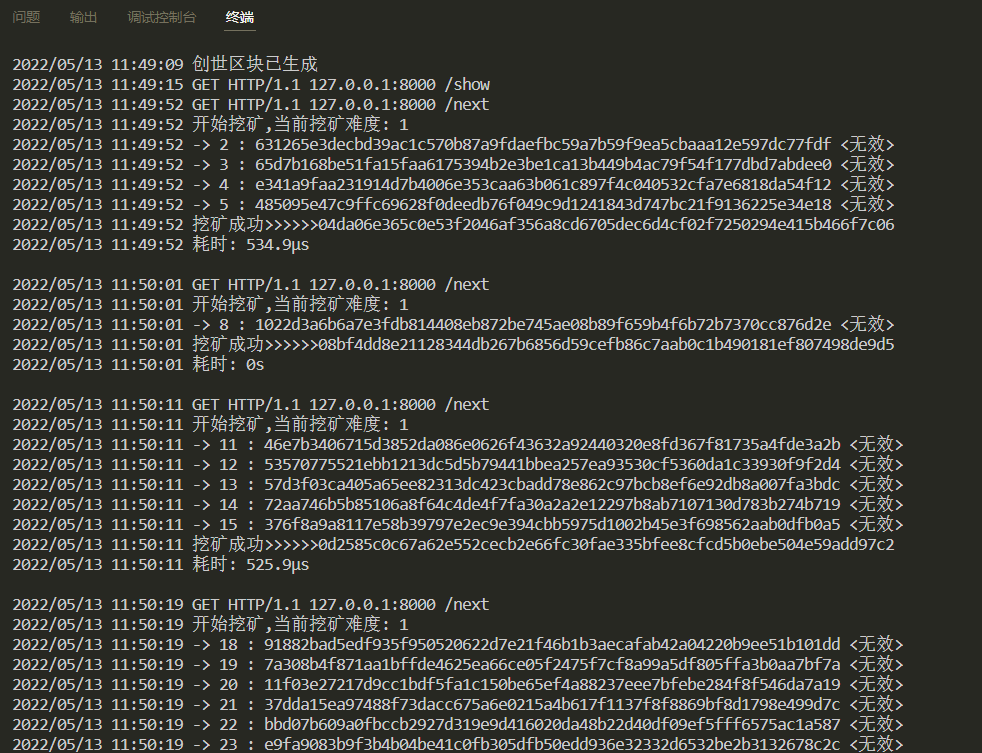 问题 输出 调试控制台 终端
2022/05/13 11:49:09 创世区块已生成
2022/05/13 11:49:15 GET HTTP/1.1 127.0.0.1:8000 /show
2022/05/13 11:49:52 GET HTTP/1.1 127.0.0.1:8000 /next
2022/05/13 11:49:52 开始挖矿,当前挖矿难度: 1
2022/05/13 11:49:52 -> 2 : 631265e3decbd39ac1c570b87a9fdaefbc59a7b59f9ea5cbaaa12e597dc77fdf <无效>
2022/05/13 11:49:52 -> 3 : 65d7b168be51fa15faa6175394b2e3be1ca13b449b4ac79f54f177dbd7abdee0 <无效>
2022/05/13 11:49:52 -> 4 : e341a9faa231914d7b4006e353caa63b061c897f4c040532cfa7e6818da54f12 <无效>
2022/05/13 11:49:52 -> 5 : 485095e47c9ffc69628f0deedb76f049c9d1241843d747bc21f9136225e34e18 <无效>
2022/05/13 11:49:52 挖矿成功>>>>>>04da06e365c0e53f2046af356a8cd6705dec6d4cf02f7250294e415b466f7c06
2022/05/13 11:49:52 耗时: 534.9µs
2022/05/13 11:50:01 GET HTTP/1.1 127.0.0.1:8000 /next
2022/05/13 11:50:01 开始挖矿,当前挖矿难度: 1
2022/05/13 11:50:01 -> 8 : 1022d3a6b6a7e3fdb814408eb872be745ae08b89f659b4f6b72b7370cc876d2e <无效>
2022/05/13 11:50:01 挖矿成功>>>>>>08bf4dd8e21128344db267b6856d59cefb86c7aab0c1b490181ef807498de9d5
2022/05/13 11:50:01 耗时: 0s
2022/05/13 11:50:11 GET HTTP/1.1 127.0.0.1:8000 /next
2022/05/13 11:50:11 开始挖矿,当前挖矿难度: 1
2022/05/13 11:50:11 -> 11 : 46e7b3406715d3852da086e0626f43632a92440320e8fd367f81735a4fde3a2b <无效>
2022/05/13 11:50:11 -> 12 : 53570775521ebb1213dc5d5b79441bbea257ea93530cf5360da1c33930f9f2d4 <无效>
2022/05/13 11:50:11 -> 13 : 57d3f03ca405a65ee82313dc423cbadd78e862c97bcb8ef6e92db8a007fa3bdc <无效>
2022/05/13 11:50:11 -> 14 : 72aa746b5b85106a8f64c4de4f7fa30a2a2e12297b8ab7107130d783b274b719 <无效>
2022/05/13 11:50:11 -> 15 : 376f8a9a8117e58b39797e2ec9e394cbb5975d1002b45e3f698562aab0dfb0a5 <无效>
2022/05/13 11:50:11 挖矿成功>>>>>>0d2585c0c67a62e552cecb2e66fc30fae335bfee8cfcd5b0ebe504e59add97c2
2022/05/13 11:50:11 耗时: 525.9µs
2022/05/13 11:50:19 GET HTTP/1.1 127.0.0.1:8000 /next
2022/05/13 11:50:19 开始挖矿,当前挖矿难度: 1
2022/05/13 11:50:19 -> 18 : 91882bad5edf935f950520622d7e21f46b1b3aecafab42a04220b9ee51b101dd <无效>
2022/05/13 11:50:19 -> 19 : 7a308b4f871aa1bffde4625ea66ce05f2475f7cf8a99a5df805ffa3b0aa7bf7a <无效>
2022/05/13 11:50:19 -> 20 : 11f03e27217d9cc1bdf5fa1c150be65ef4a88237eee7bfebe284f8f546da7a19 <无效>
2022/05/13 11:50:19 -> 21 : 37dda15ea97488f73dacc675a6e0215a4b617f1137f8f8869bf8d1798e499d7c <无效>
2022/05/13 11:50:19 -> 22 : bbd07b609a0fbccb2927d319e9d416020da48b22d40df09ef5fff6575ac1a587 <无效>
2022/05/13 11:50:19 -> 23 : e9fa9083b9f3b4b04be41c0fb305dfb50edd936e32332d6532be2b3132678c2c <无效>